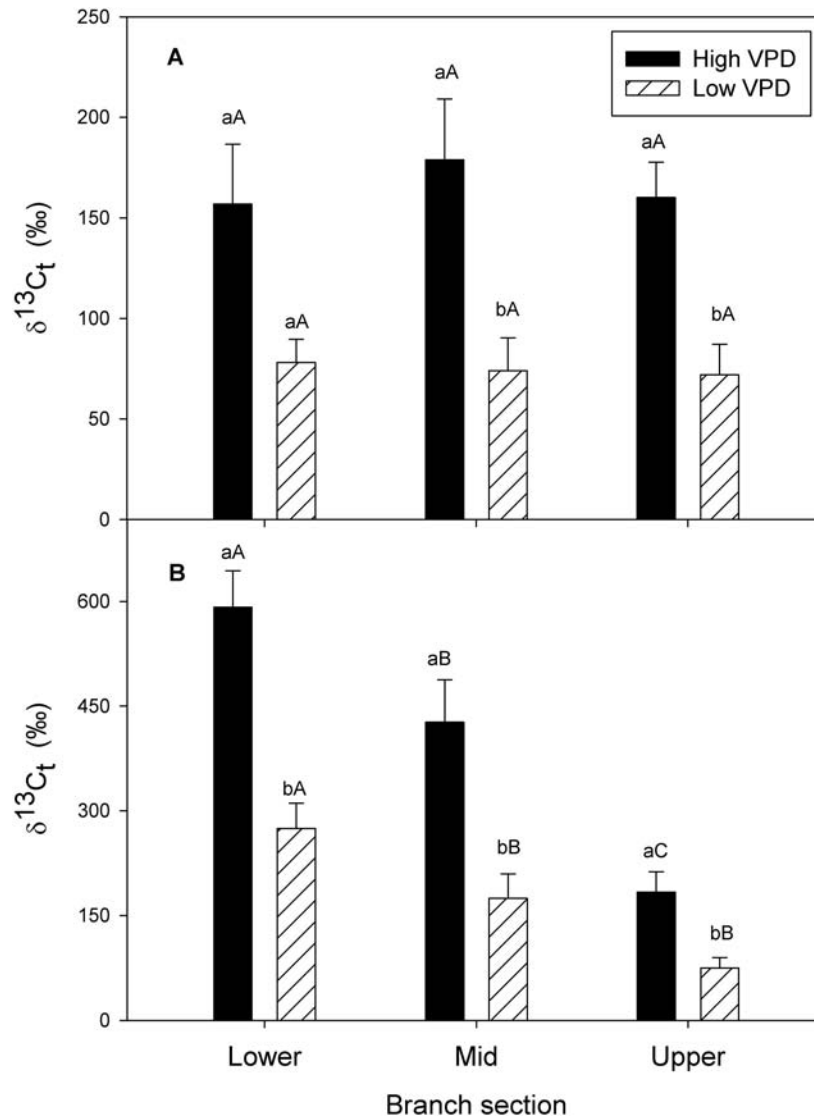 250
A
aA
aA
aA
High VPD
Low VPD
200
150
100
50
0
aA
bA
bA
δ¹³Cₜ (‰)
B
aA
600
450
300
150
0
bA
aB
bB
aC
bB
δ¹³Cₜ (‰)
Lower Mid Upper
Branch section